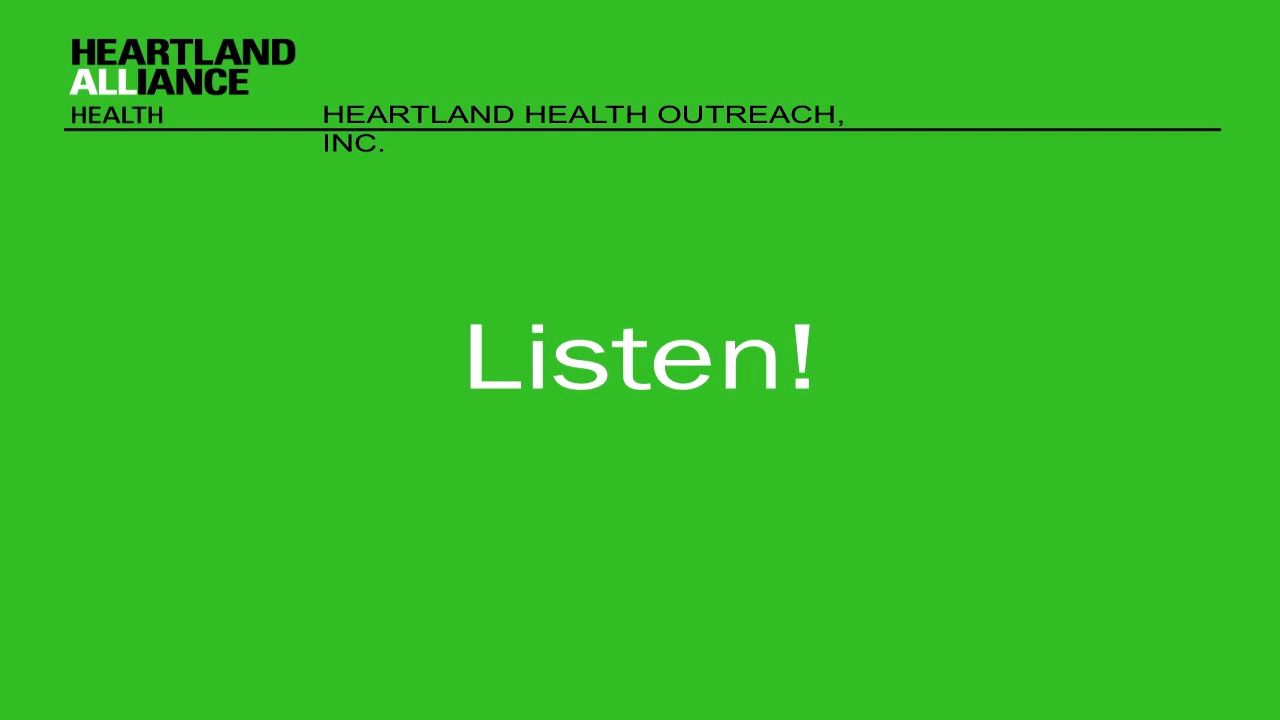 HEARTLAND
ALLIANCE
HEALTH
HEARTLAND HEALTH OUTREACH,
INC.
Listen!